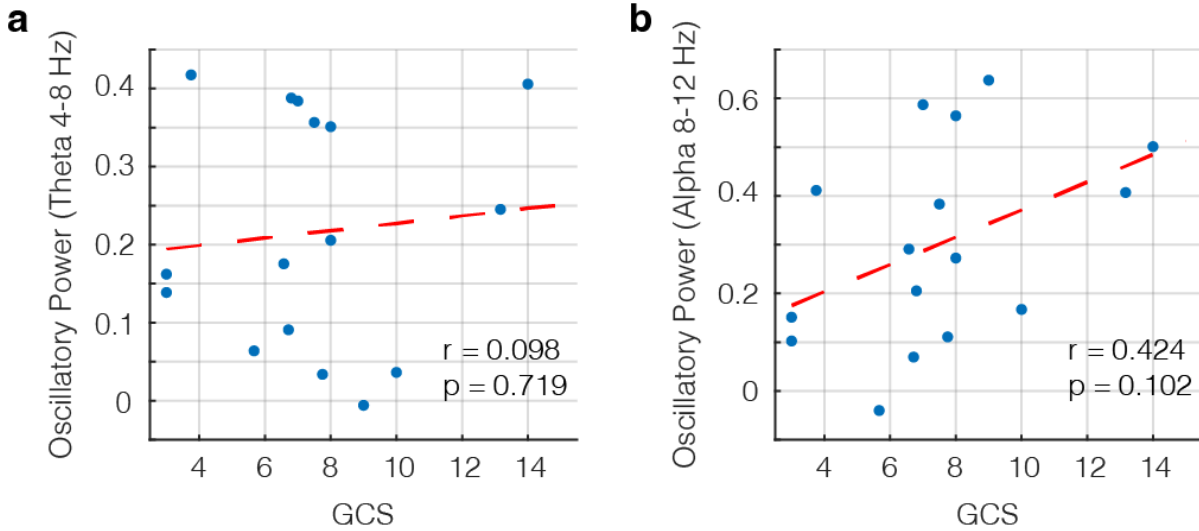 a
Oscillatory Power (Theta 4-8 Hz)
0.4
0.3
0.2
0.1
0
r = 0.098
p = 0.719
4 6 8 10 12 14
GCS
b
Oscillatory Power (Alpha 8-12 Hz)
0.6
0.4
0.2
0
r = 0.424
p = 0.102
4 6 8 10 12 14
GCS